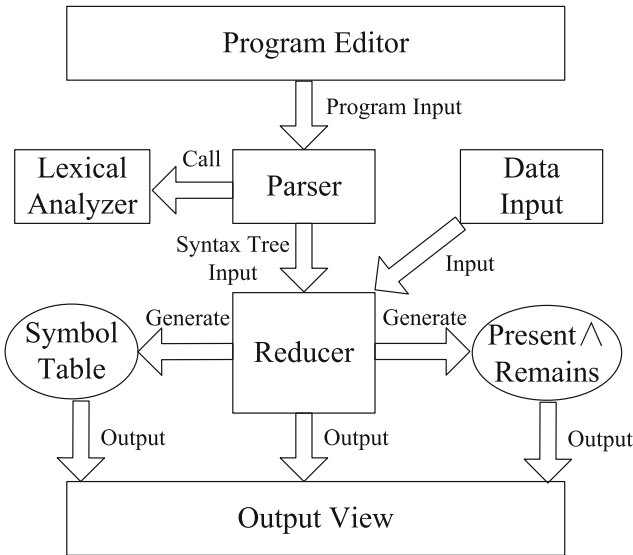 Program Editor
Program Input
Call
Lexical
Analyzer
Parser
Data
Input
Syntax Tree
Input
Input
Symbol
Table
Generate
Reducer
Generate
Present∧
Remains
Output
Output
Output
Output View